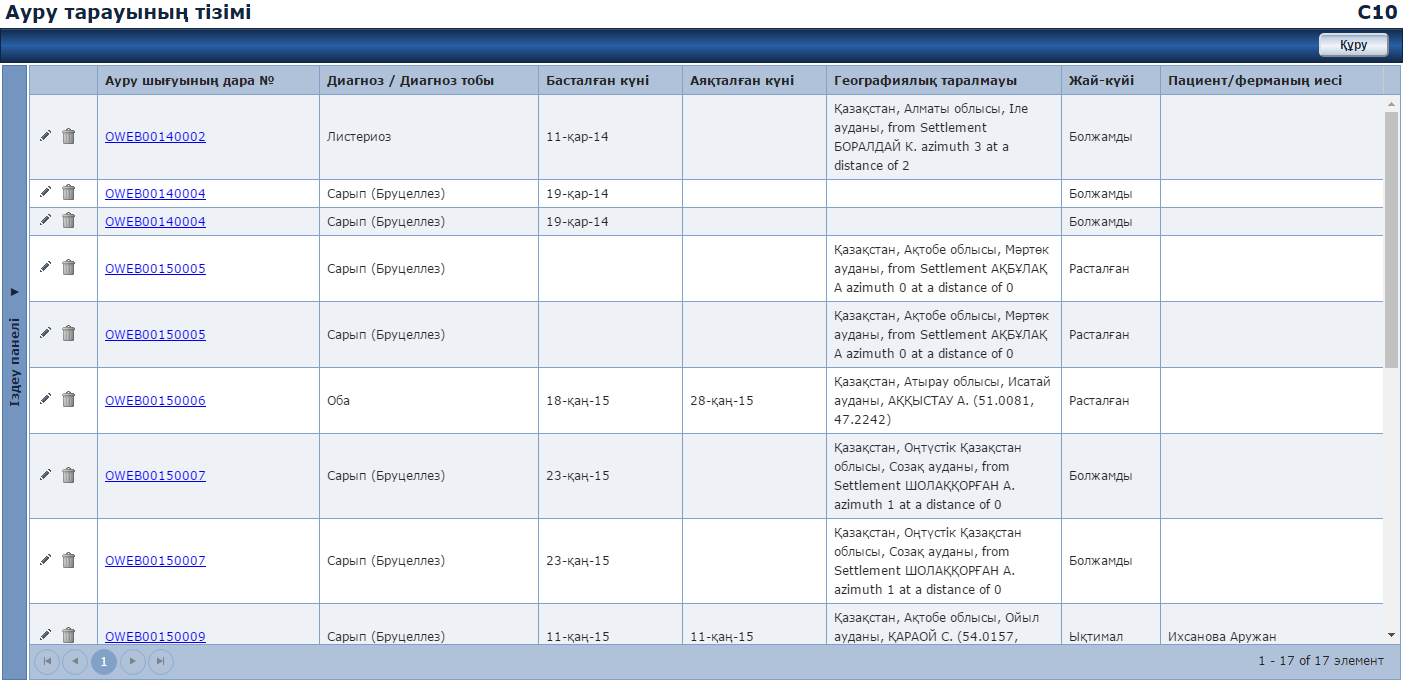 Ауру тарауының тізімі
C10
Құру
Іздеу панелі
Ауру шығуының дара № Диагноз / Диагноз тобы Басталған күні Аяқталған күні Географиялық таралмауы Жай-күйі Пациент/ферманың иесі
OWEB00140002 Листериоз 11-қар-14 Қазақстан, Алматы облысы, Іле
ауданы, from Settlement
БОРАЛДАЙ К. azimuth 3 at a
distance of 2 Болжамды
OWEB00140004 Сарып (Бруцеллез) 19-қар-14 Болжамды
OWEB00140004 Сарып (Бруцеллез) 19-қар-14 Болжамды
OWEB00150005 Сарып (Бруцеллез) Қазақстан, Ақтобе облысы, Мәртөк
ауданы, from Settlement АҚБҰЛАҚ
А azimuth 0 at a distance of 0 Расталған
OWEB00150005 Сарып (Бруцеллез) Қазақстан, Ақтобе облысы, Мәртөк
ауданы, from Settlement АҚБҰЛАҚ
А azimuth 0 at a distance of 0 Расталған
OWEB00150006 Оба 18-қаң-15 28-қаң-15 Қазақстан, Атырау облысы, Исатай
ауданы, АҚҚЫСТАУ А. (51.0081,
47.2242) Расталған
OWEB00150007 Сарып (Бруцеллез) 23-қаң-15 Қазақстан, Оңтүстік Қазақстан
облысы, Созақ ауданы, from
Settlement ШОЛАҚҚОРҒАН А.
azimuth 1 at a distance of 0 Болжамды
OWEB00150007 Сарып (Бруцеллез) 23-қаң-15 Қазақстан, Оңтүстік Қазақстан
облысы, Созақ ауданы, from
Settlement ШОЛАҚҚОРҒАН А.
azimuth 1 at a distance of 0 Болжамды
OWEB00150009 Сарып (Бруцеллез) 11-қаң-15 11-қаң-15 Қазақстан, Ақтобе облысы, Ойыл
ауданы, ҚАРАОЙ С. (54.0157, Ықтимал Ихсанова Аружан
1
1 - 17 of 17 элемент